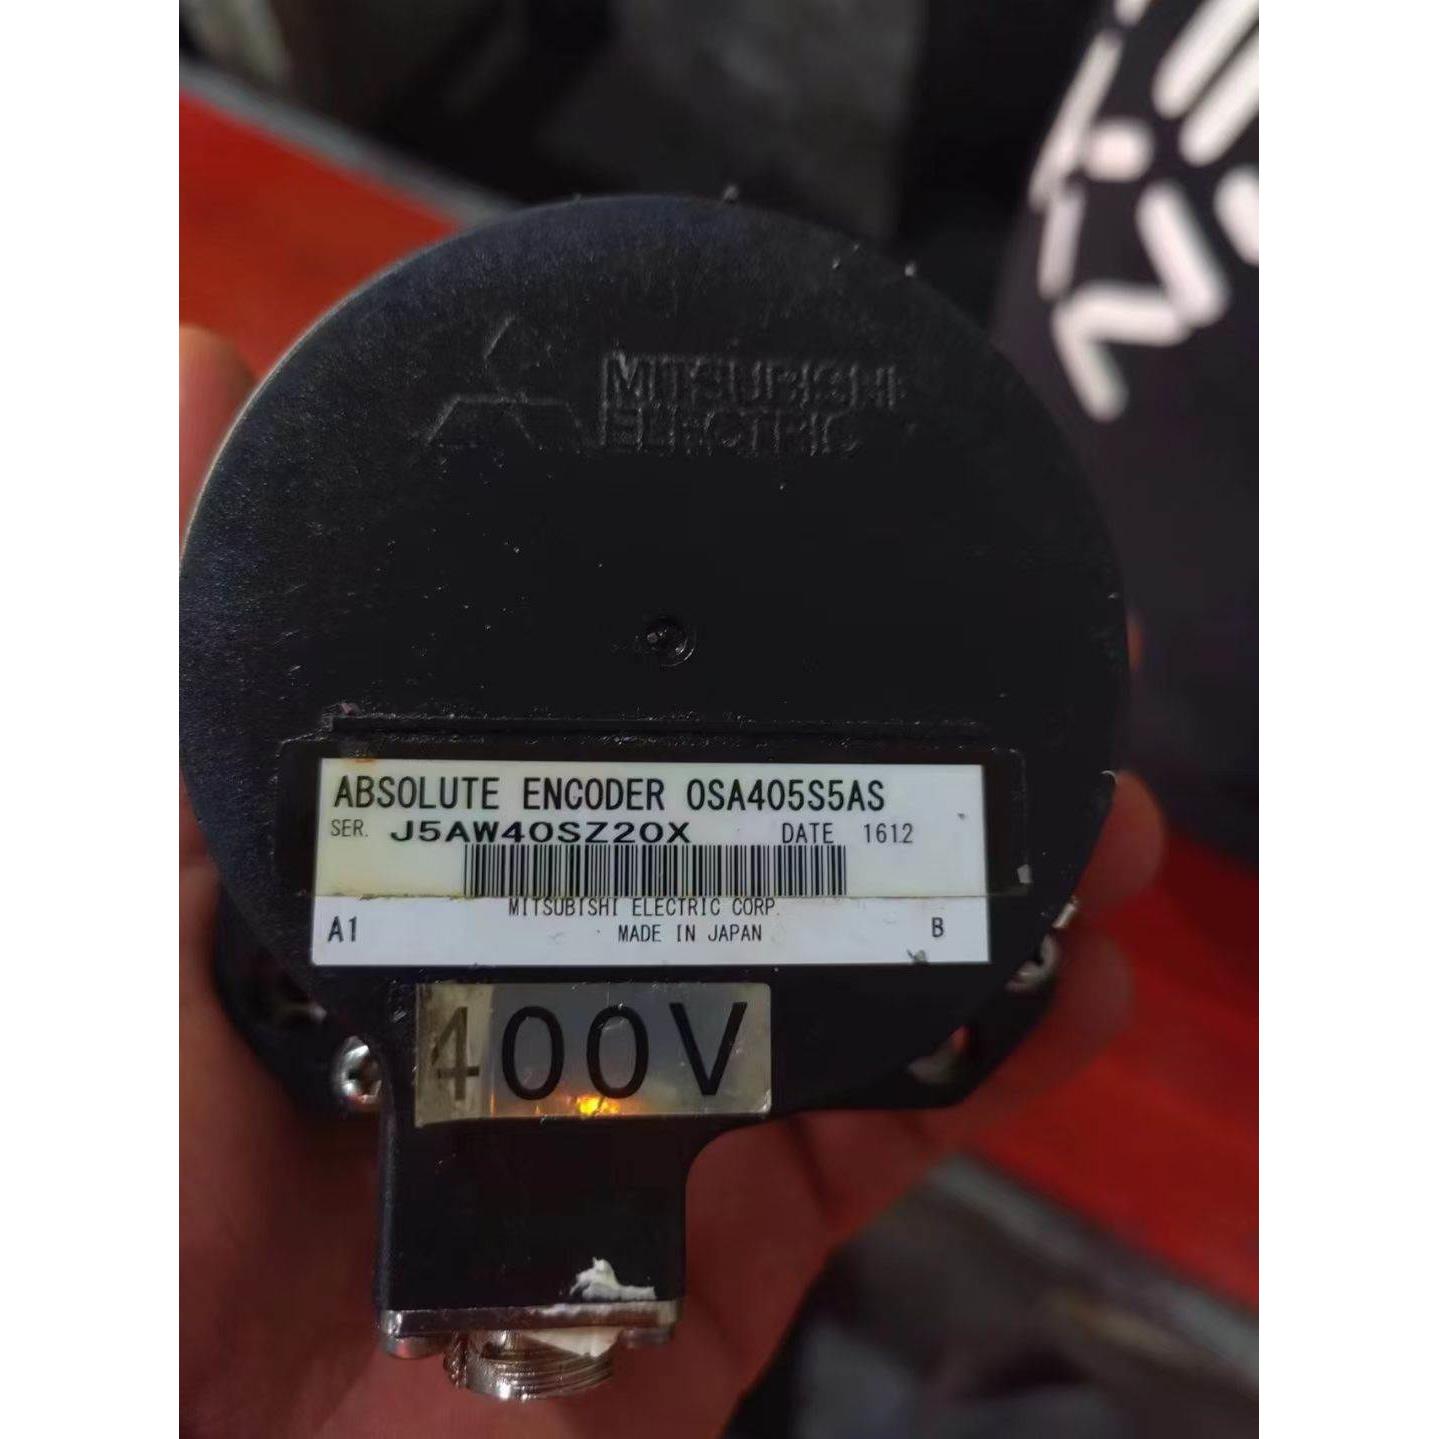 MITSUBISHI
ELECTRIC
ABSOLUTE ENCODER OSA405S5AS
SER. J5AW40SZ20X DATE 1612
MITSUBISHI ELECTRIC CORP.
A1 MADE IN JAPAN B
400V